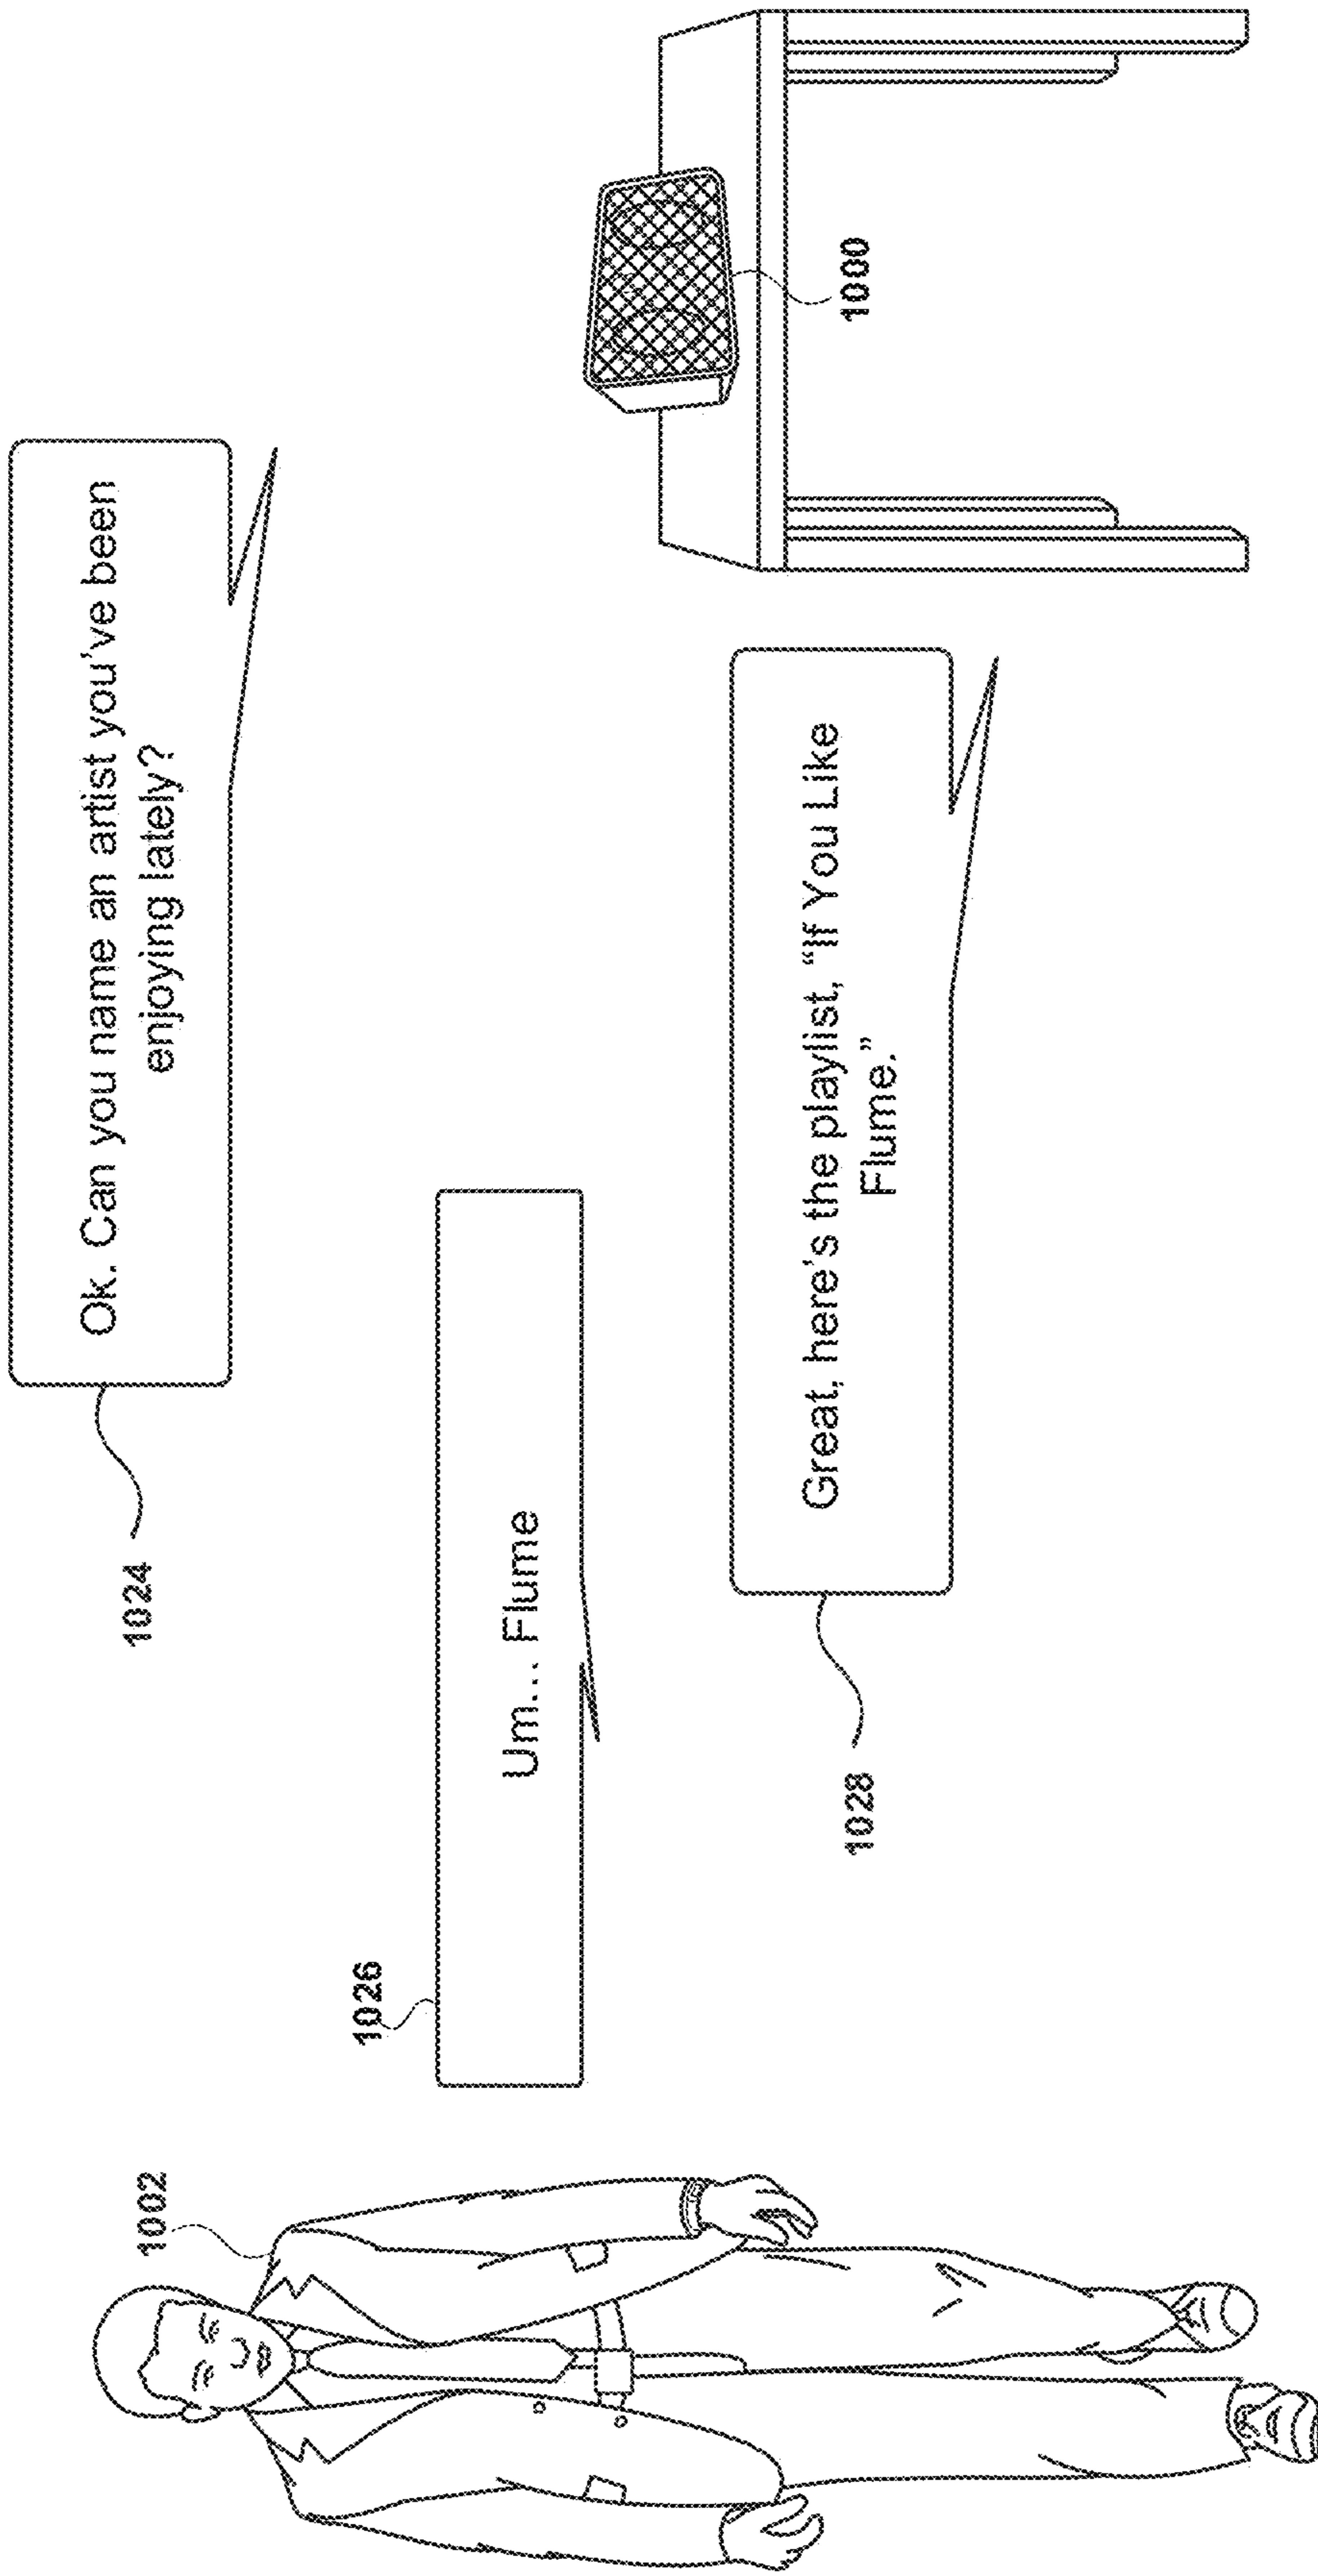 1024
Ok. Can you name an artist you've been
enjoying lately?
1002
1026
Um... Flume
1028
Great, here's the playlist, “If You Like
Flume.”
1000